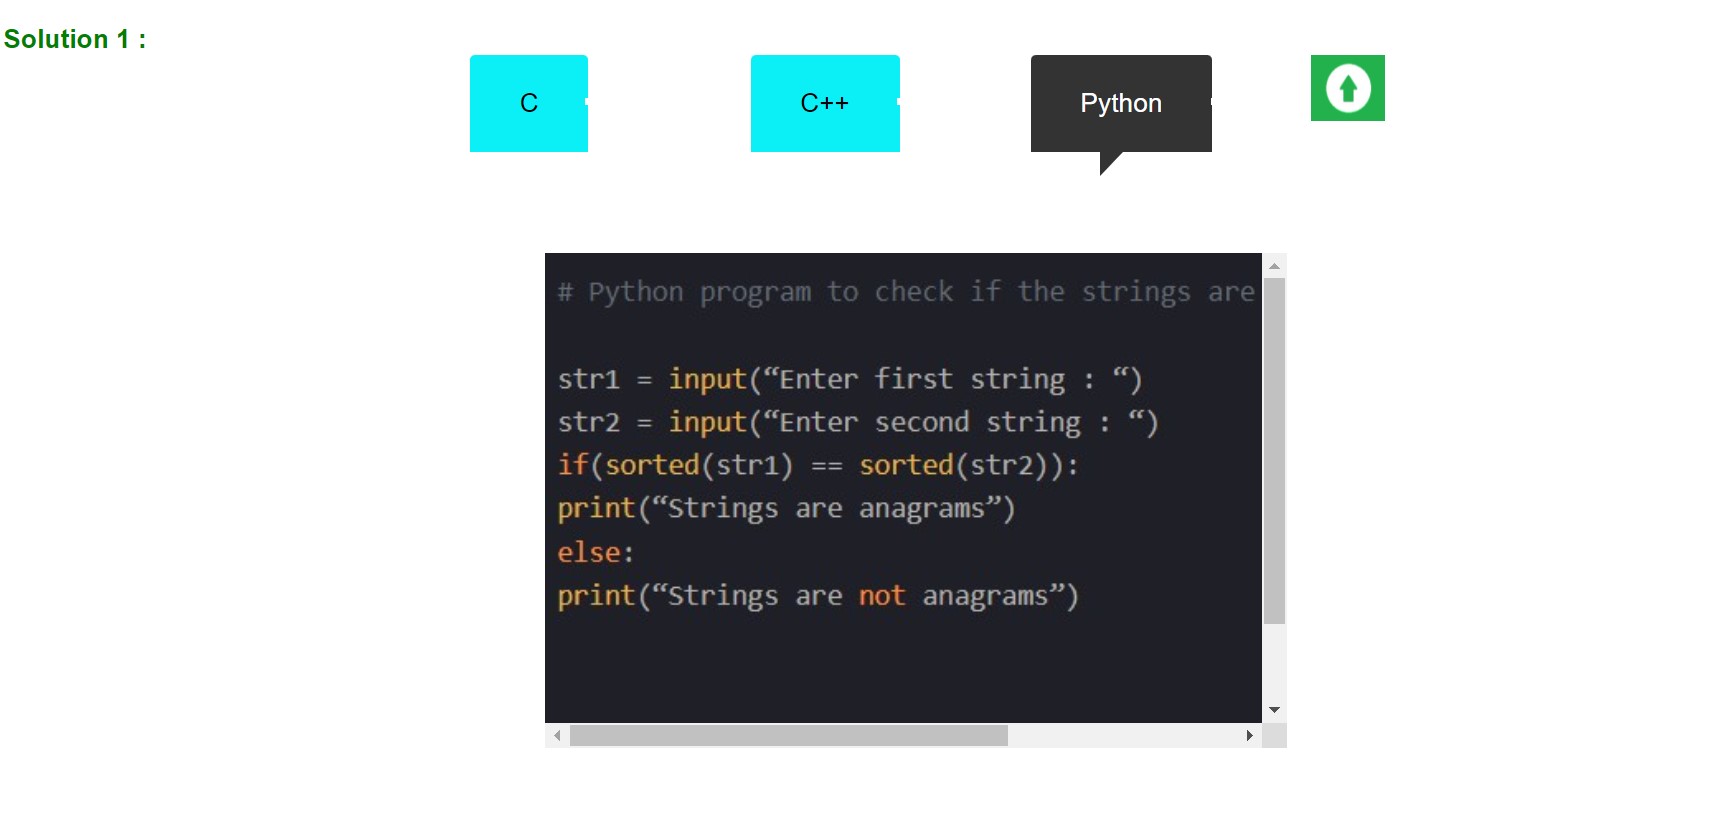 Solution 1 :
C
C++
Python
# Python program to check if the strings are
str1 = input(“Enter first string : “)
str2 = input(“Enter second string : “)
if(sorted(str1) == sorted(str2)):
print(“Strings are anagrams”)
else:
print(“Strings are not anagrams”)